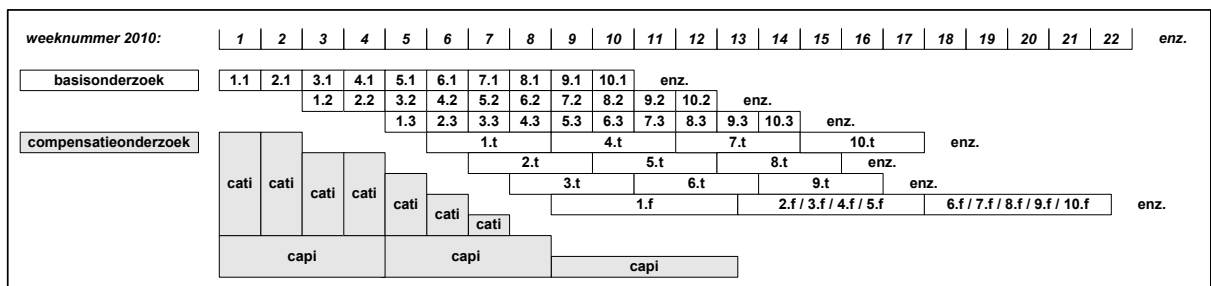 weeknummer 2010: 1 2 3 4 5 6 7 8 9 10 11 12 13 14 15 16 17 18 19 20 21 22 enz.
basisonderzoek 1.1 2.1 3.1 4.1 5.1 6.1 7.1 8.1 9.1 10.1 enz.
1.2 2.2 3.2 4.2 5.2 6.2 7.2 8.2 9.2 10.2 enz.
1.3 2.3 3.3 4.3 5.3 6.3 7.3 8.3 9.3 10.3 enz.
compensatieonderzoek 1.t 4.t 7.t 10.t enz.
2.t 5.t 8.t enz.
cati cati cati cati cati cati cati 3.t 6.t 9.t enz.
1.f 2.f / 3.f / 4.f / 5.f 6.f / 7.f / 8.f / 9.f / 10.f enz.
capi capi capi